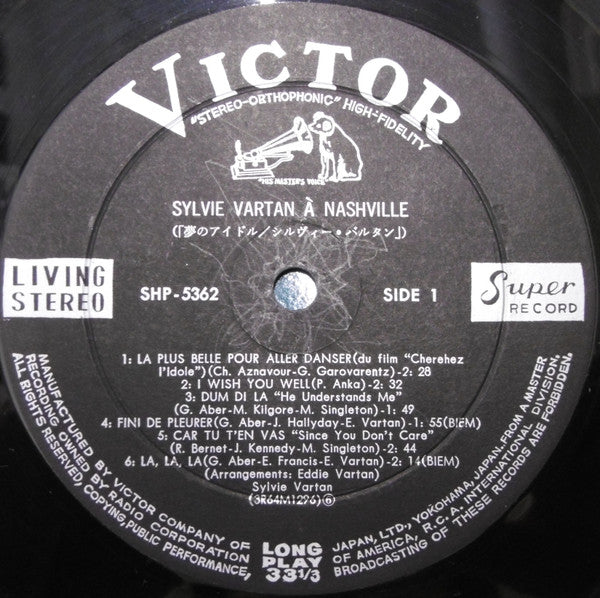 VICTOR
"STEREO-ORTHOPHONIC" HIGH-FIDELITY
"HIS MASTER'S VOICE"
SYLVIE VARTAN À NASHVILLE
(「夢のアイドル/シルヴィー・バルタン」)
LIVING
STEREO
SHP-5362
SIDE 1
Super
RECORD
1: LA PLUS BELLE POUR ALLER DANSER(du film "Cherehez
l'Idole")(Ch. Aznavour-G. Garovarentz)-2: 28
2: I WISH YOU WELL(P. Anka)-2: 32
3: DUM DI LA "He Understands Me"
(G. Aber-M. Kilgore-M. Singleton)-1: 49
4: FINI DE PLEURER(G. Aber-J. Hallyday-E. Vartan)-1: 55(BIEM)
5: CAR TU T'EN VAS "Since You Don't Care"
(R. Bernet-J. Kennedy-M. Singleton)-2: 44
6: LA, LA, LA(G. Aber-E. Francis-E. Vartan)-2: 14(BIEM)
(Arrangements: Eddie Vartan)
Sylvie Vartan
(3R64M1296)⑥
MANUFACTURED BY VICTOR COMPANY OF JAPAN, LTD., YOKOHAMA, JAPAN, FROM A MASTER
RECORDING OWNED BY RADIO CORPORATION OF AMERICA, R.C.A. INTERNATIONAL DIVISION.
ALL RIGHTS RESERVED, COPYING, PUBLIC PERFORMANCE, BROADCASTING OF THESE RECORDS ARE FORBIDDEN.
LONG
PLAY
33 1/3